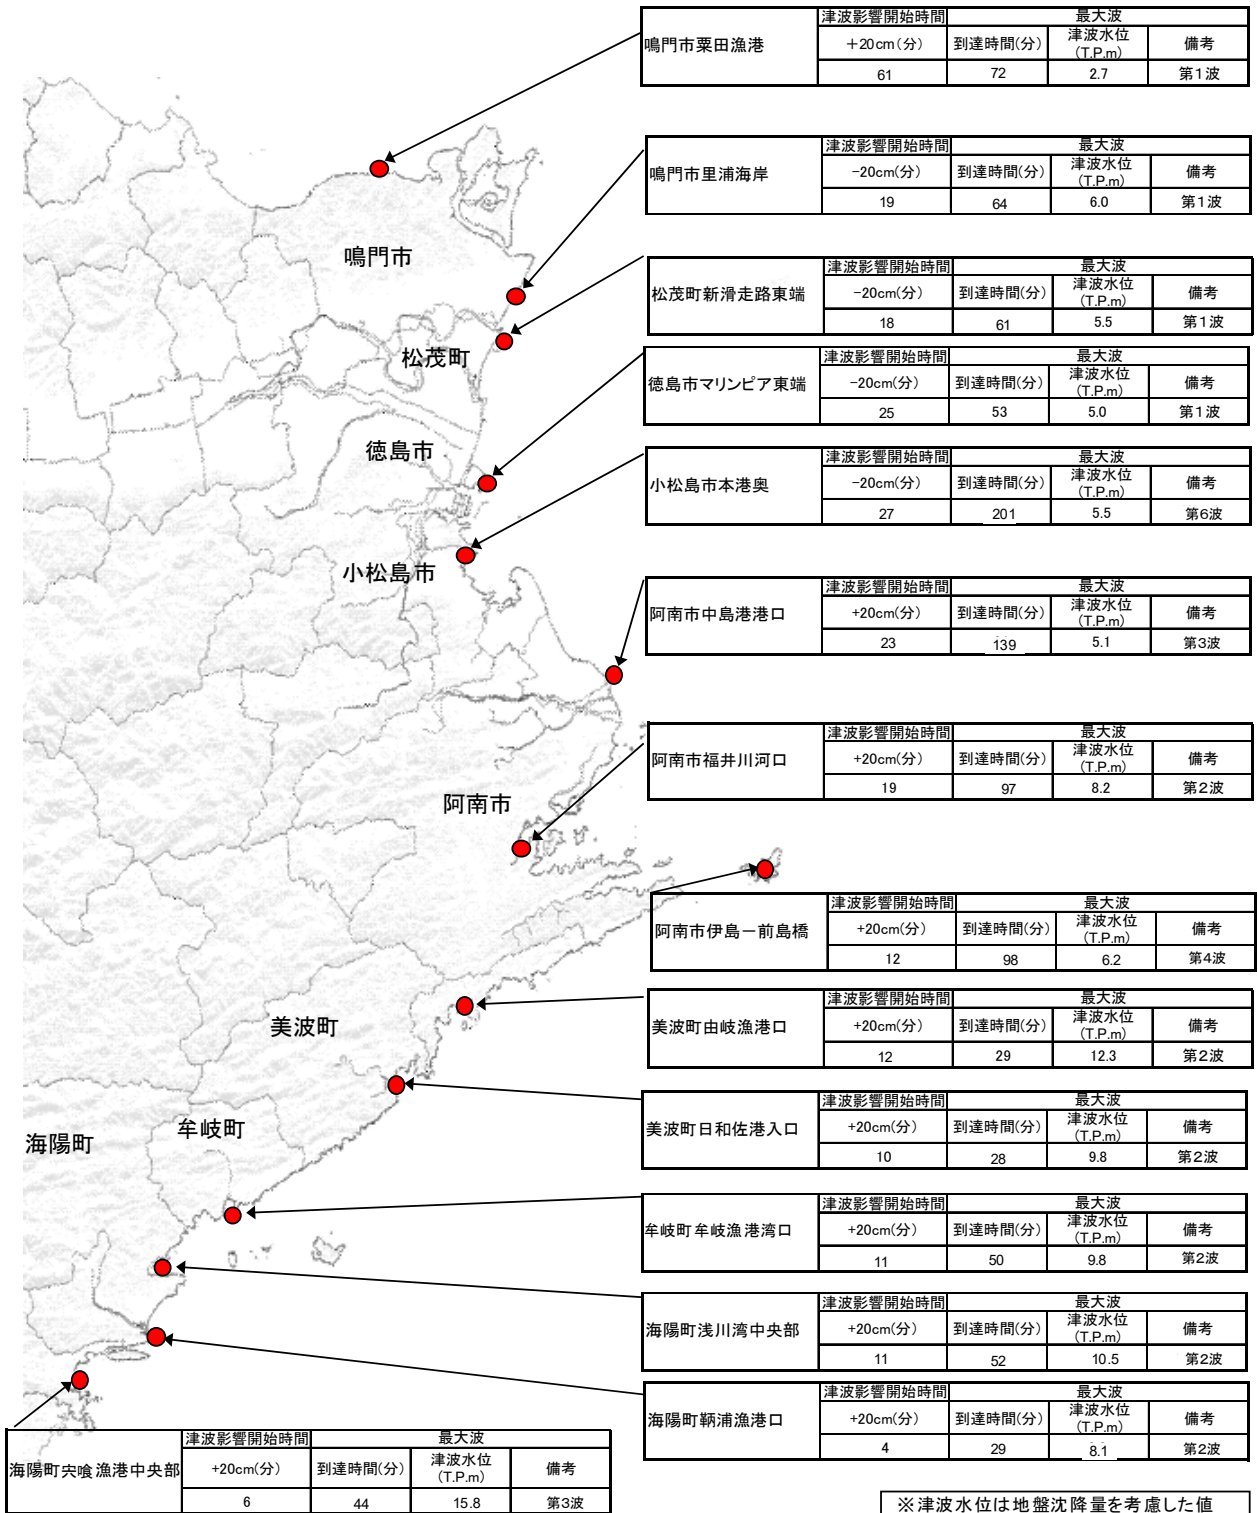 鳴門市粟田漁港
津波影響開始時間 最大波
+20cm(分) 到達時間(分) 津波水位(T.P.m) 備考
61 72 2.7 第1波
鳴門市里浦海岸
津波影響開始時間 最大波
-20cm(分) 到達時間(分) 津波水位(T.P.m) 備考
19 64 6.0 第1波
鳴門市
松茂町新滑走路東端
津波影響開始時間 最大波
-20cm(分) 到達時間(分) 津波水位(T.P.m) 備考
18 61 5.5 第1波
松茂町
徳島市マリンピア東端
津波影響開始時間 最大波
-20cm(分) 到達時間(分) 津波水位(T.P.m) 備考
25 53 5.0 第1波
徳島市
小松島市本港奥
津波影響開始時間 最大波
-20cm(分) 到達時間(分) 津波水位(T.P.m) 備考
27 201 5.5 第6波
小松島市
阿南市中島港港口
津波影響開始時間 最大波
+20cm(分) 到達時間(分) 津波水位(T.P.m) 備考
23 139 5.1 第3波
阿南市福井川河口
津波影響開始時間 最大波
+20cm(分) 到達時間(分) 津波水位(T.P.m) 備考
19 97 8.2 第2波
阿南市
阿南市伊島－前島橋
津波影響開始時間 最大波
+20cm(分) 到達時間(分) 津波水位(T.P.m) 備考
12 98 6.2 第4波
美波町由岐漁港口
津波影響開始時間 最大波
+20cm(分) 到達時間(分) 津波水位(T.P.m) 備考
12 29 12.3 第2波
美波町
美波町日和佐港入口
津波影響開始時間 最大波
+20cm(分) 到達時間(分) 津波水位(T.P.m) 備考
10 28 9.8 第2波
牟岐町
海陽町
牟岐町牟岐漁港湾口
津波影響開始時間 最大波
+20cm(分) 到達時間(分) 津波水位(T.P.m) 備考
11 50 9.8 第2波
海陽町浅川湾中央部
津波影響開始時間 最大波
+20cm(分) 到達時間(分) 津波水位(T.P.m) 備考
11 52 10.5 第2波
海陽町鞆浦漁港口
津波影響開始時間 最大波
+20cm(分) 到達時間(分) 津波水位(T.P.m) 備考
4 29 8.1 第2波
海陽町宍喰漁港中央部
津波影響開始時間 最大波
+20cm(分) 到達時間(分) 津波水位(T.P.m) 備考
6 44 15.8 第3波
※津波水位は地盤沈降量を考慮した値